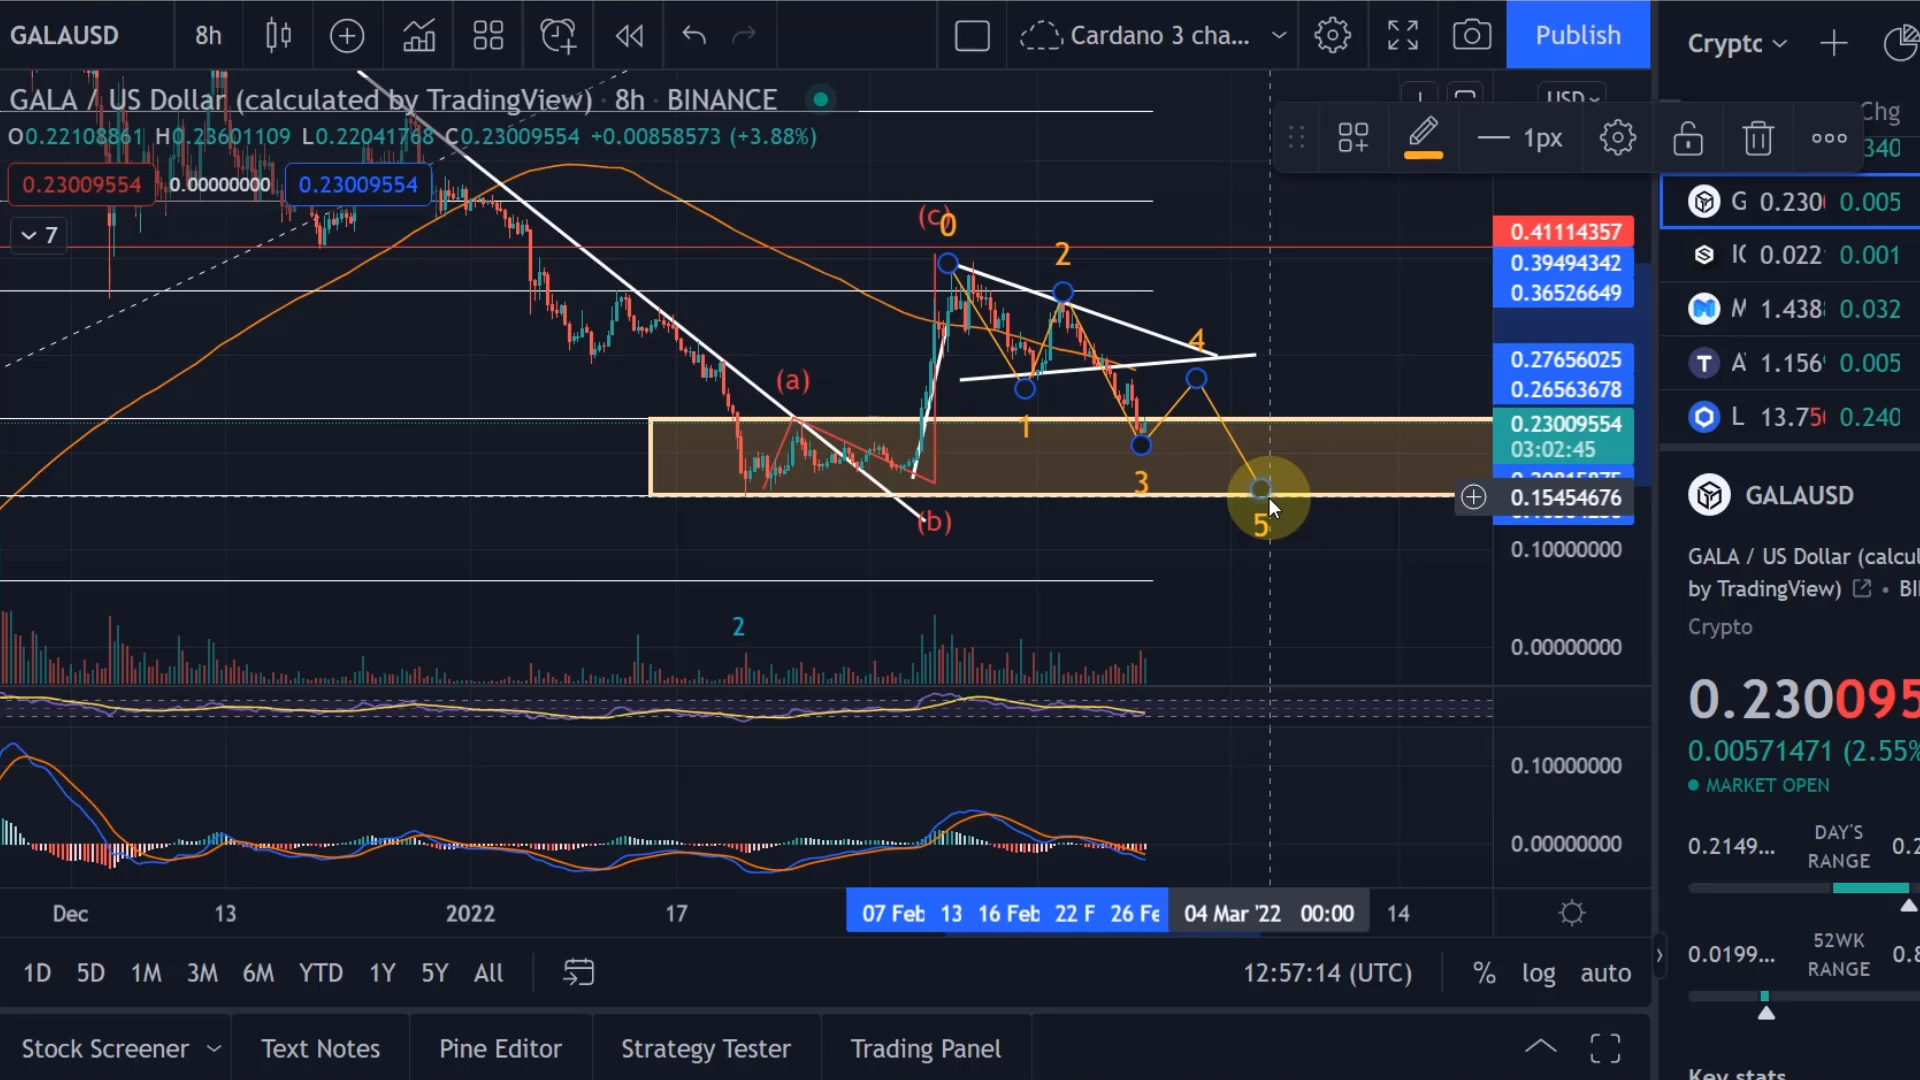 GALAUSD
8h
Cardano 3 cha...
Publish
Crypto
GALA / US Dollar (calculated by TradingView) · 8h · BINANCE
USD
Chg
O0.22108861 H0.23601109 L0.22041768 C0.23009554 +0.00858573 (+3.88%)
1px
340
0.23009554
0.00000000
0.23009554
7
G 0.230 0.005
0.022 0.001
M 1.438 0.032
A 1.156 0.005
L 13.756 0.240
(c)
0
2
4
(a)
1
3
(b)
5
2
0.41114357
0.39494342
0.36526649
0.27656025
0.26563678
0.23009554
03:02:45
0.15454676
0.10000000
0.00000000
0.10000000
0.00000000
GALAUSD
GALA / US Dollar (calcul
by TradingView) • BI
Crypto
0.230095
0.00571471 (2.55%
MARKET OPEN
0.2149... DAY'S RANGE 0.2
0.0199... 52WK RANGE 0.8
Key stats
Dec 13 2022 17 07 Feb 13 16 Feb 22 F 26 Fe 04 Mar '22 00:00 14
1D 5D 1M 3M 6M YTD 1Y 5Y All
12:57:14 (UTC) % log auto
Stock Screener Text Notes Pine Editor Strategy Tester Trading Panel